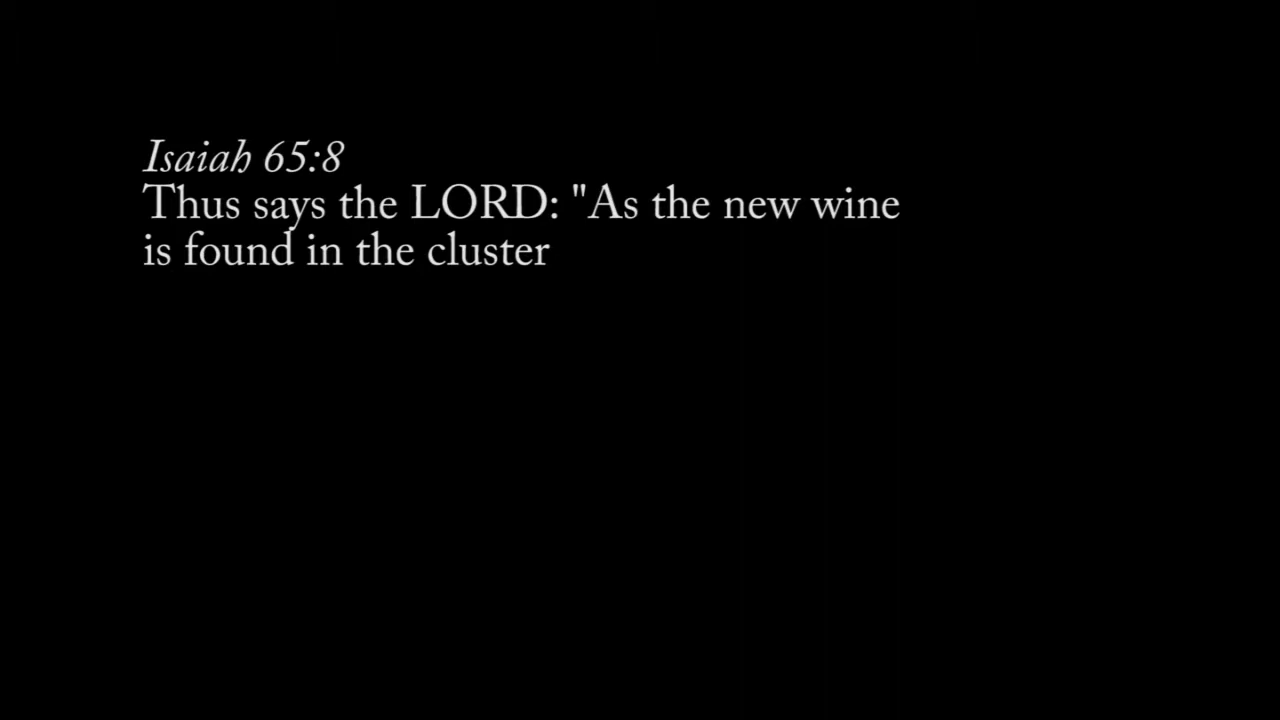 Isaiah 65:8
Thus says the LORD: "As the new wine
is found in the cluster